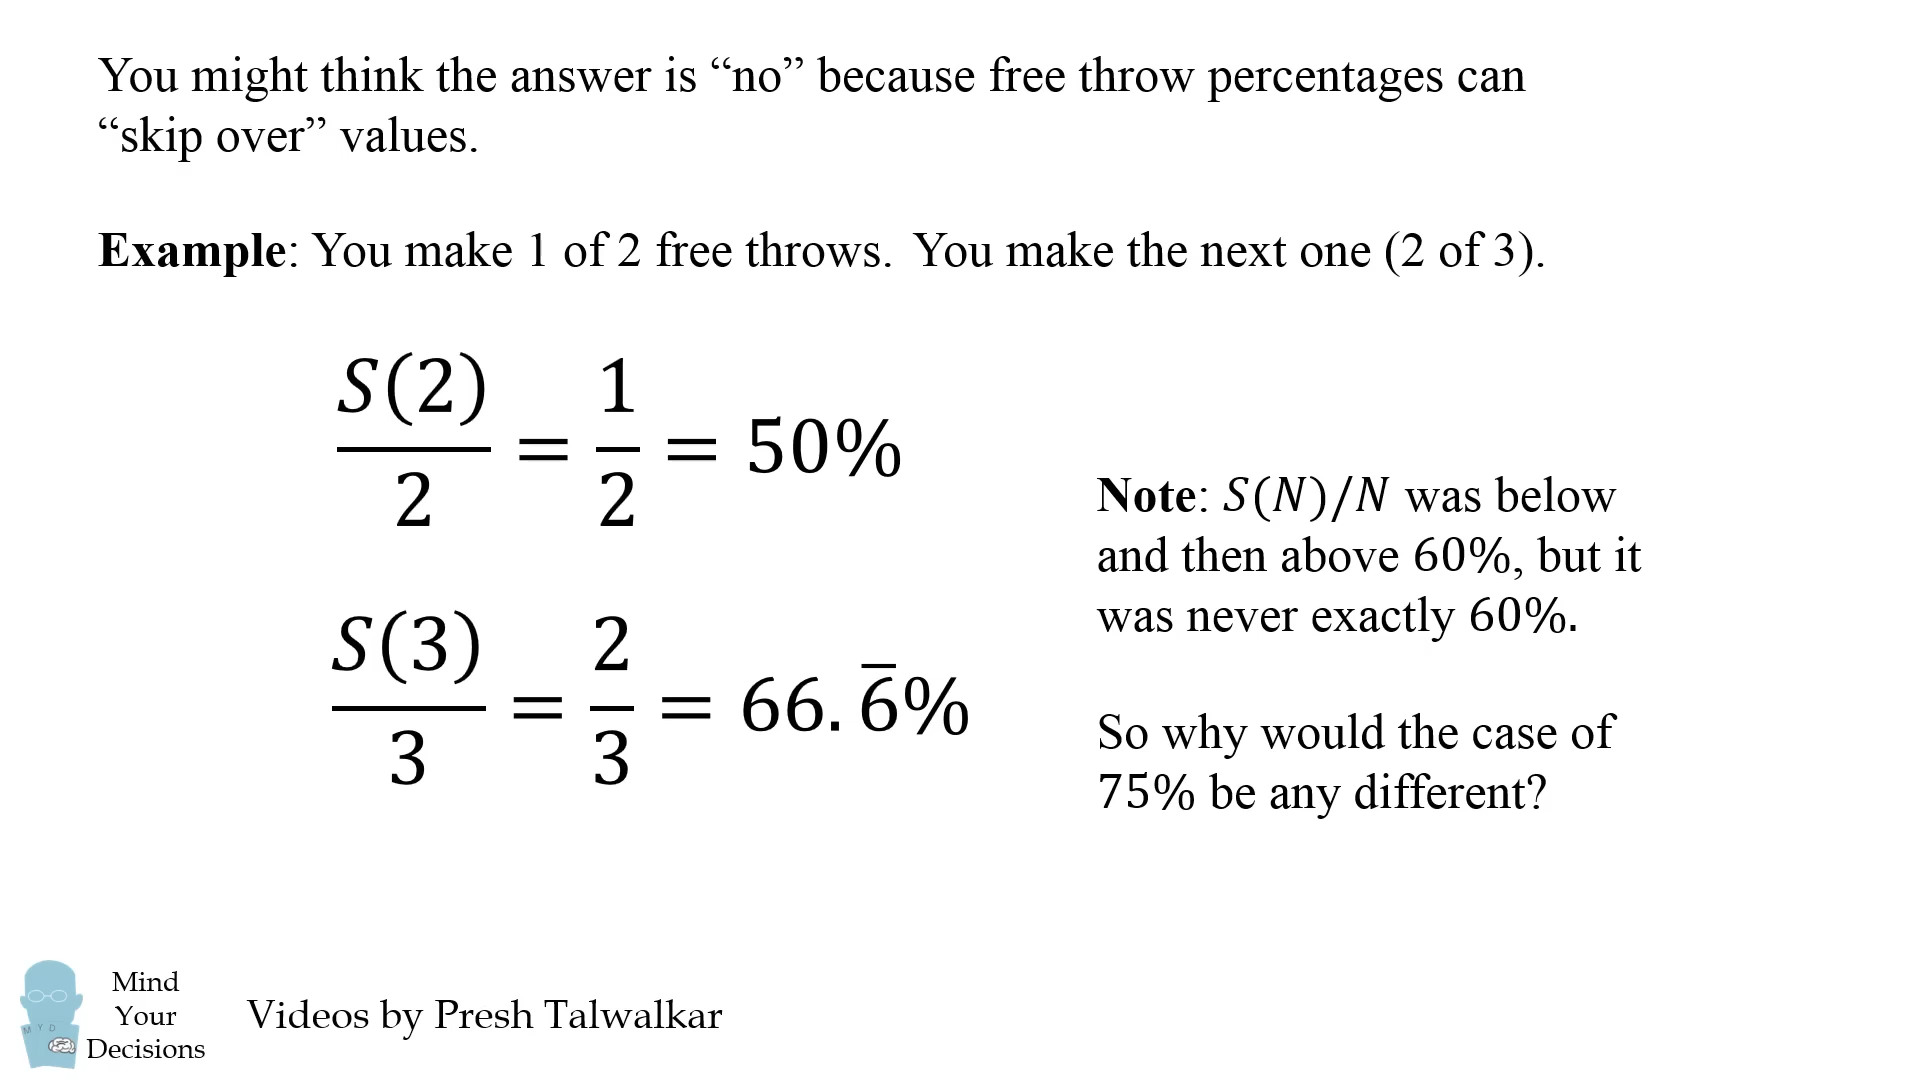 You might think the answer is “no” because free throw percentages can
“skip over” values.
Example: You make 1 of 2 free throws. You make the next one (2 of 3).
S(2)/2 = 1/2 = 50%
S(3)/3 = 2/3 = 66.6̅%
Note: S(N)/N was below
and then above 60%, but it
was never exactly 60%.
So why would the case of
75% be any different?
M Y D
Mind
Your
Decisions
Videos by Presh Talwalkar